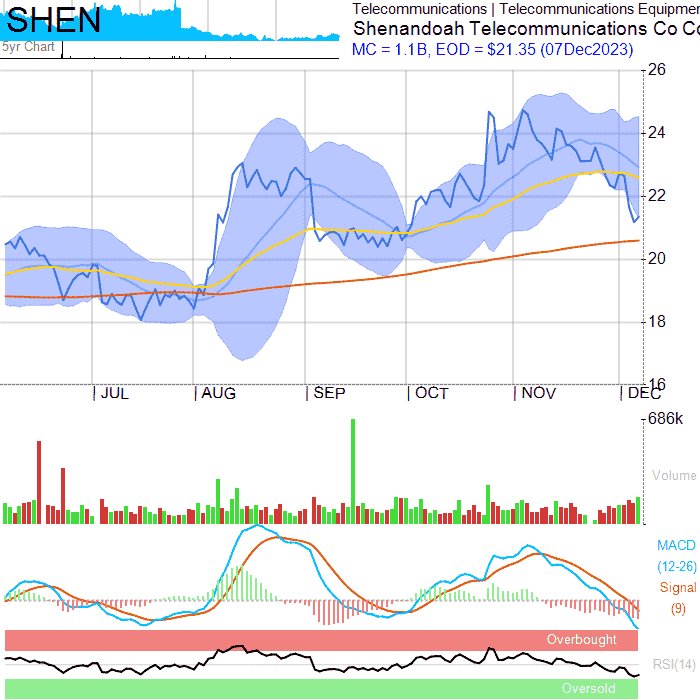 SHEN
5yr Chart
Telecommunications | Telecommunications Equipmen
Shenandoah Telecommunications Co Co
MC = 1.1B, EOD = $21.35 (07Dec2023)
26
24
22
20
18
16
JUL AUG SEP OCT NOV DEC
686k
Volume
MACD
(12-26)
Signal
(9)
Overbought
RSI(14)
Oversold